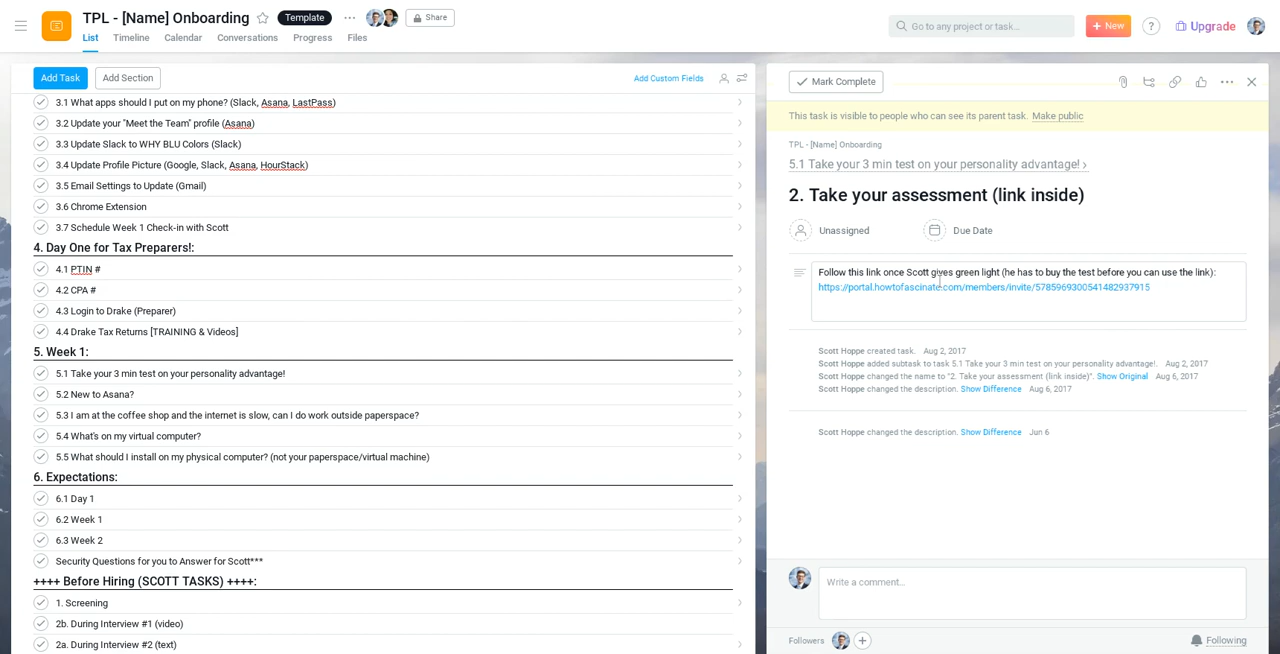 TPL - [Name] Onboarding
Template
Share
List
Timeline
Calendar
Conversations
Progress
Files
Go to any project or task...
+ New
?
Upgrade
Add Task
Add Section
Add Custom Fields
3.1 What apps should I put on my phone? (Slack, Asana, LastPass)
3.2 Update your "Meet the Team" profile (Asana)
3.3 Update Slack to WHY BLU Colors (Slack)
3.4 Update Profile Picture (Google, Slack, Asana, HourStack)
3.5 Email Settings to Update (Gmail)
3.6 Chrome Extension
3.7 Schedule Week 1 Check-in with Scott
4. Day One for Tax Preparers!:
4.1 PTIN #
4.2 CPA #
4.3 Login to Drake (Preparer)
4.4 Drake Tax Returns [TRAINING & Videos]
5. Week 1:
5.1 Take your 3 min test on your personality advantage!
5.2 New to Asana?
5.3 I am at the coffee shop and the internet is slow, can I do work outside paperspace?
5.4 What's on my virtual computer?
5.5 What should I install on my physical computer? (not your paperspace/virtual machine)
6. Expectations:
6.1 Day 1
6.2 Week 1
6.3 Week 2
Security Questions for you to Answer for Scott***
++++ Before Hiring (SCOTT TASKS) ++++:
1. Screening
2b. During Interview #1 (video)
2a. During Interview #2 (text)
Mark Complete
This task is visible to people who can see its parent task. Make public
TPL - [Name] Onboarding
5.1 Take your 3 min test on your personality advantage! ›
2. Take your assessment (link inside)
Unassigned
Due Date
Follow this link once Scott gives green light (he has to buy the test before you can use the link):
https://portal.howtofascinate.com/members/invite/5785969300541482937915
Scott Hoppe created task. Aug 2, 2017
Scott Hoppe added subtask to task 5.1 Take your 3 min test on your personality advantage!. Aug 2, 2017
Scott Hoppe changed the name to "2. Take your assessment (link inside)". Show Original Aug 6, 2017
Scott Hoppe changed the description. Show Difference Aug 6, 2017
Scott Hoppe changed the description. Show Difference Jun 6
Write a comment...
Followers
Following